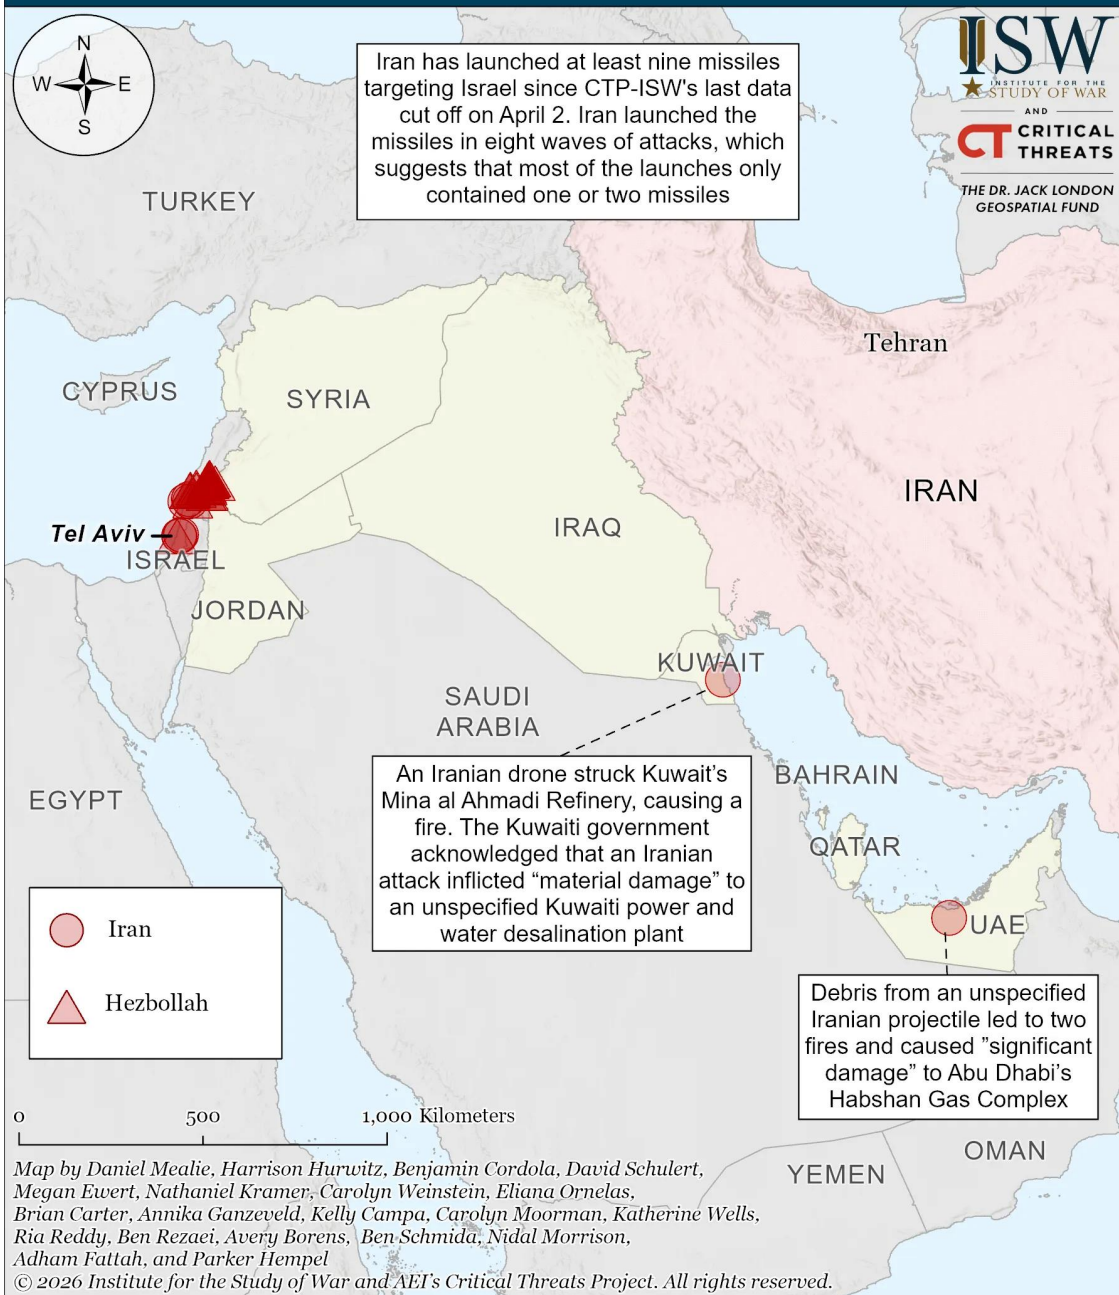 N
W
E
S
Iran has launched at least nine missiles
targeting Israel since CTP-ISW's last data
cut off on April 2. Iran launched the
missiles in eight waves of attacks, which
suggests that most of the launches only
contained one or two missiles
ISW
INSTITUTE FOR THE
STUDY OF WAR
AND
CT CRITICAL
THREATS
THE DR. JACK LONDON
GEOSPATIAL FUND
TURKEY
Tehran
CYPRUS
SYRIA
IRAN
IRAQ
Tel Aviv
ISRAEL
JORDAN
KUWAIT
SAUDI
ARABIA
An Iranian drone struck Kuwait’s
Mina al Ahmadi Refinery, causing a
fire. The Kuwaiti government
acknowledged that an Iranian
attack inflicted “material damage” to
an unspecified Kuwaiti power and
water desalination plant
BAHRAIN
EGYPT
QATAR
UAE
Iran
Hezbollah
Debris from an unspecified
Iranian projectile led to two
fires and caused ”significant
damage” to Abu Dhabi’s
Habshan Gas Complex
0 500 1,000 Kilometers
OMAN
YEMEN
Map by Daniel Mealie, Harrison Hurwitz, Benjamin Cordola, David Schulert,
Megan Ewert, Nathaniel Kramer, Carolyn Weinstein, Eliana Ornelas,
Brian Carter, Annika Ganzeveld, Kelly Campa, Carolyn Moorman, Katherine Wells,
Ria Reddy, Ben Rezaei, Avery Borens, Ben Schmida, Nidal Morrison,
Adham Fattah, and Parker Hempel
© 2026 Institute for the Study of War and AEI’s Critical Threats Project. All rights reserved.